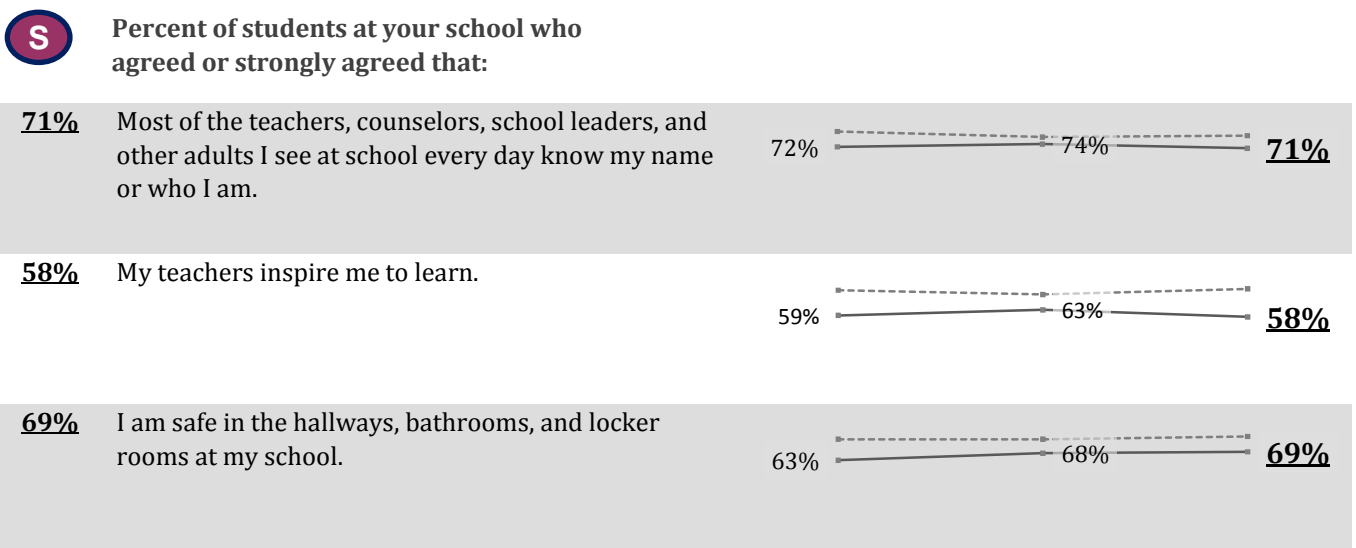 S
Percent of students at your school who
agreed or strongly agreed that:
71% Most of the teachers, counselors, school leaders, and
other adults I see at school every day know my name
or who I am.
72% 74% 71%
58% My teachers inspire me to learn.
59% 63% 58%
69% I am safe in the hallways, bathrooms, and locker
rooms at my school.
63% 68% 69%